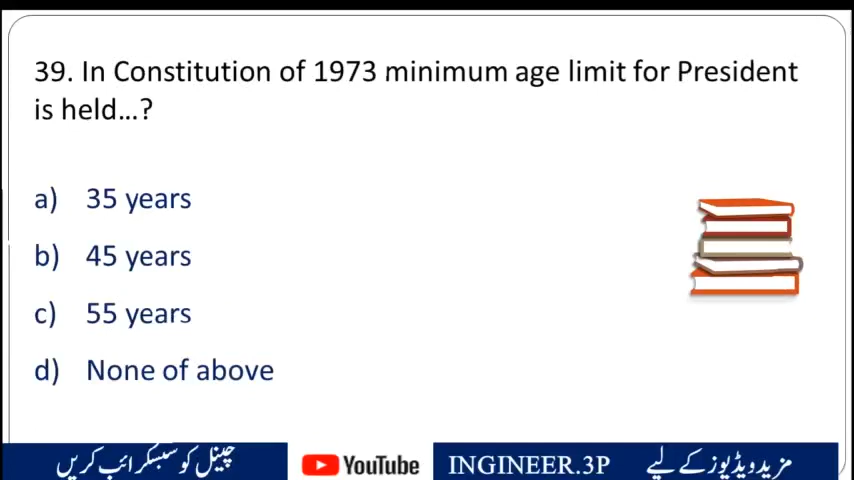 39. In Constitution of 1973 minimum age limit for President
is held...?
a) 35 years
b) 45 years
c) 55 years
d) None of above
چینل کو سبسکرائب کریں YouTube INGINEER.3P مزید ویڈیوز کے لیے